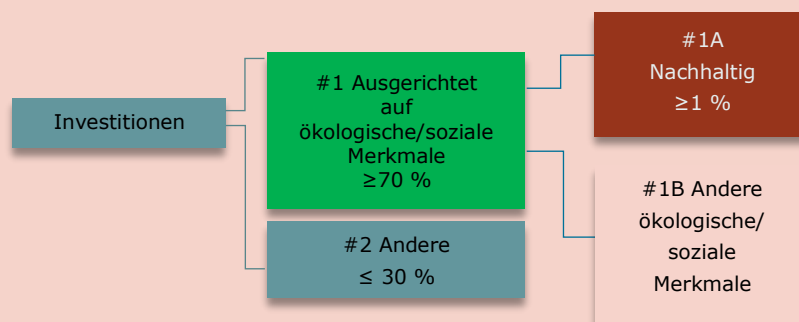 Investitionen
#1 Ausgerichtet
auf
ökologische/soziale
Merkmale
≥70 %
#2 Andere
≤ 30 %
#1A
Nachhaltig
≥1 %
#1B Andere
ökologische/
soziale
Merkmale